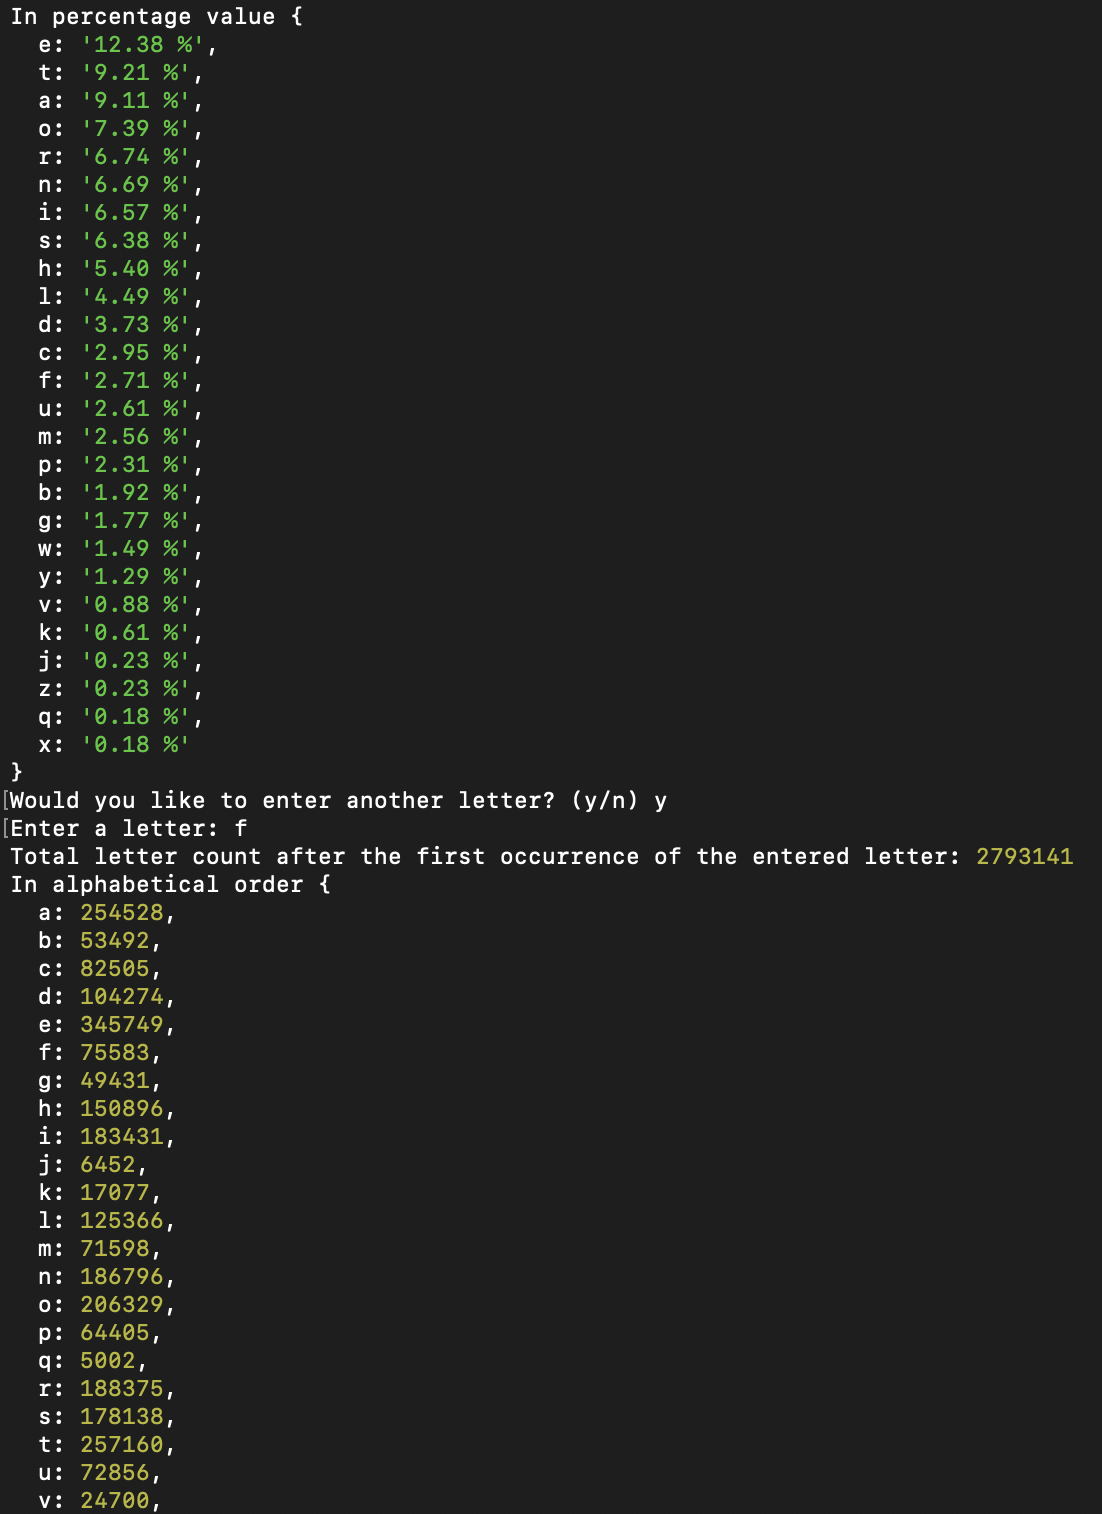 In percentage value {
  e: '12.38 %',
  t: '9.21 %',
  a: '9.11 %',
  o: '7.39 %',
  r: '6.74 %',
  n: '6.69 %',
  i: '6.57 %',
  s: '6.38 %',
  h: '5.40 %',
  l: '4.49 %',
  d: '3.73 %',
  c: '2.95 %',
  f: '2.71 %',
  u: '2.61 %',
  m: '2.56 %',
  p: '2.31 %',
  b: '1.92 %',
  g: '1.77 %',
  w: '1.49 %',
  y: '1.29 %',
  v: '0.88 %',
  k: '0.61 %',
  j: '0.23 %',
  z: '0.23 %',
  q: '0.18 %',
  x: '0.18 %'
}
[Would you like to enter another letter? (y/n) y
[Enter a letter: f
Total letter count after the first occurrence of the entered letter: 2793141
In alphabetical order {
  a: 254528,
  b: 53492,
  c: 82505,
  d: 104274,
  e: 345749,
  f: 75583,
  g: 49431,
  h: 150896,
  i: 183431,
  j: 6452,
  k: 17077,
  l: 125366,
  m: 71598,
  n: 186796,
  o: 206329,
  p: 64405,
  q: 5002,
  r: 188375,
  s: 178138,
  t: 257160,
  u: 72856,
  v: 24700,